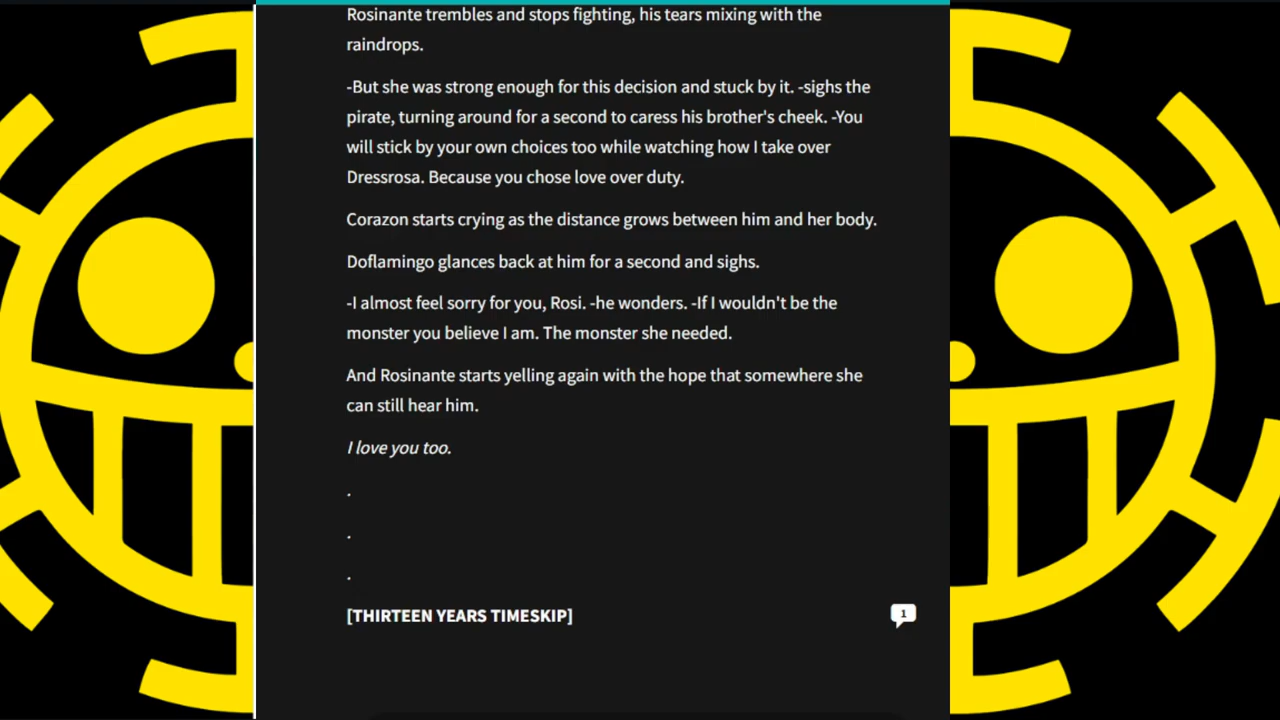 Rosinante trembles and stops fighting, his tears mixing with the
raindrops.
-But she was strong enough for this decision and stuck by it. -sighs the
pirate, turning around for a second to caress his brother's cheek. -You
will stick by your own choices too while watching how I take over
Dressrosa. Because you chose love over duty.
Corazon starts crying as the distance grows between him and her body.
Doflamingo glances back at him for a second and sighs.
-I almost feel sorry for you, Rosi. -he wonders. -If I wouldn't be the
monster you believe I am. The monster she needed.
And Rosinante starts yelling again with the hope that somewhere she
can still hear him.
I love you too.
.
.
.
[THIRTEEN YEARS TIMESKIP]
1